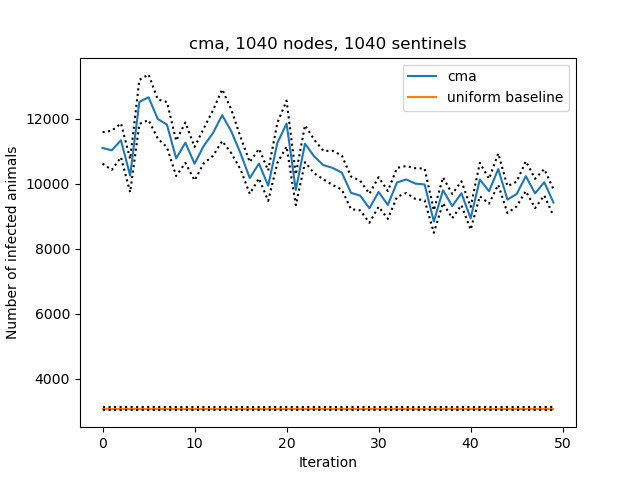 cma, 1040 nodes, 1040 sentinels
cma
uniform baseline
12000
10000
8000
6000
4000
Number of infected animals
0 10 20 30 40 50
Iteration